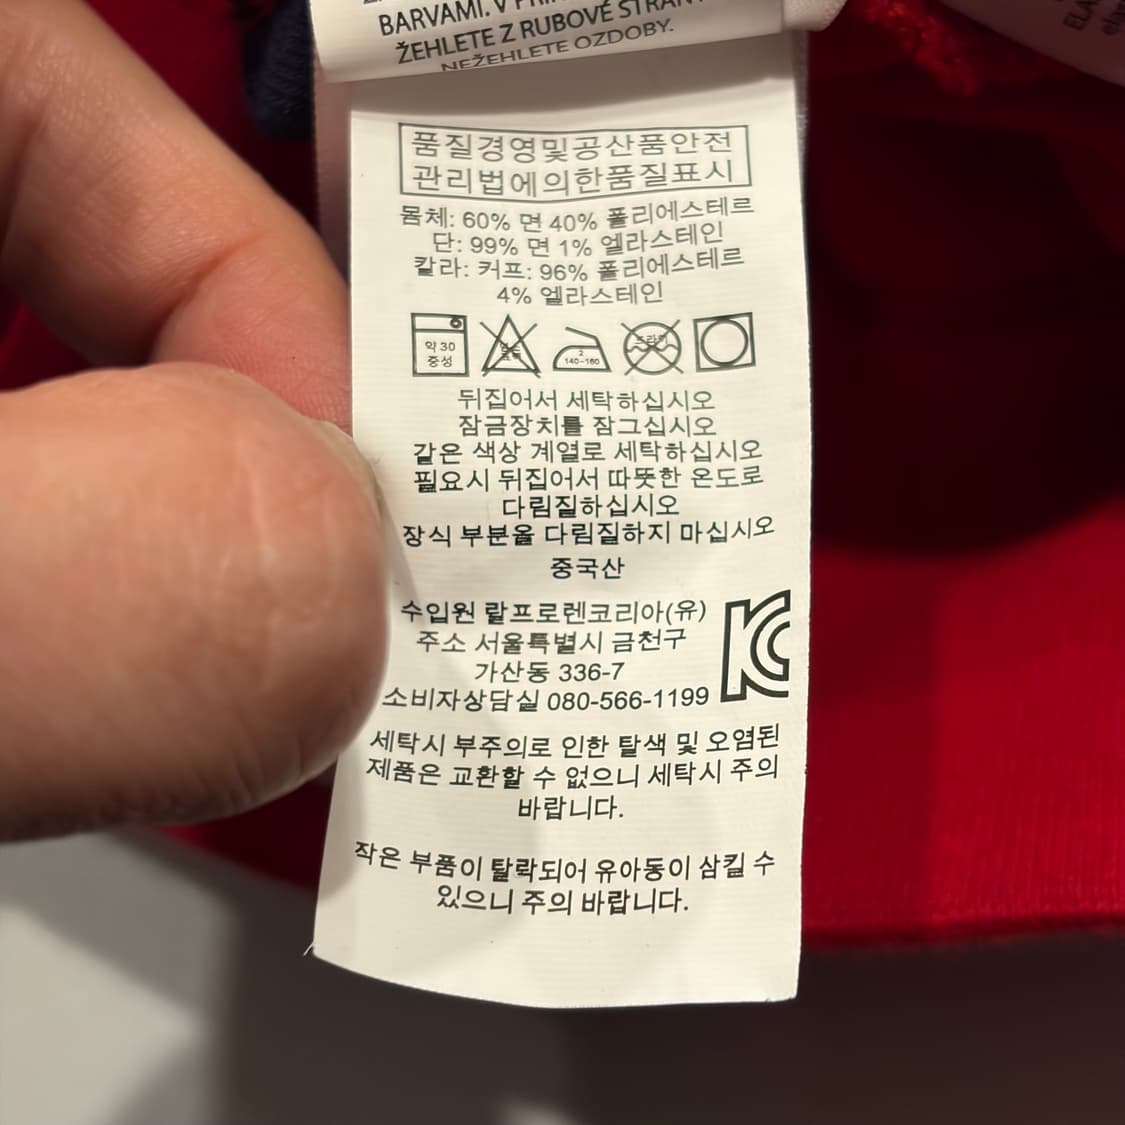 BARVAMI. V
ŽEHLETE Z RUBOVÉ STRANY
NEŽEHLETE OZDOBY.
품질경영및공산품안전
관리법에의한품질표시
몸체: 60% 면 40% 폴리에스테르
단: 99% 면 1% 엘라스테인
칼라: 커프: 96% 폴리에스테르
4% 엘라스테인
약 30
중성
2
140-160
드라이
뒤집어서 세탁하십시오
잠금장치를 잠그십시오
같은 색상 계열로 세탁하십시오
필요시 뒤집어서 따뜻한 온도로
다림질하십시오
장식 부분을 다림질하지 마십시오
중국산
수입원 랄프로렌코리아(유)
주소 서울특별시 금천구
가산동 336-7
소비자상담실 080-566-1199
KC
세탁시 부주의로 인한 탈색 및 오염된
제품은 교환할 수 없으니 세탁시 주의
바랍니다.
작은 부품이 탈락되어 유아동이 삼킬 수
있으니 주의 바랍니다.